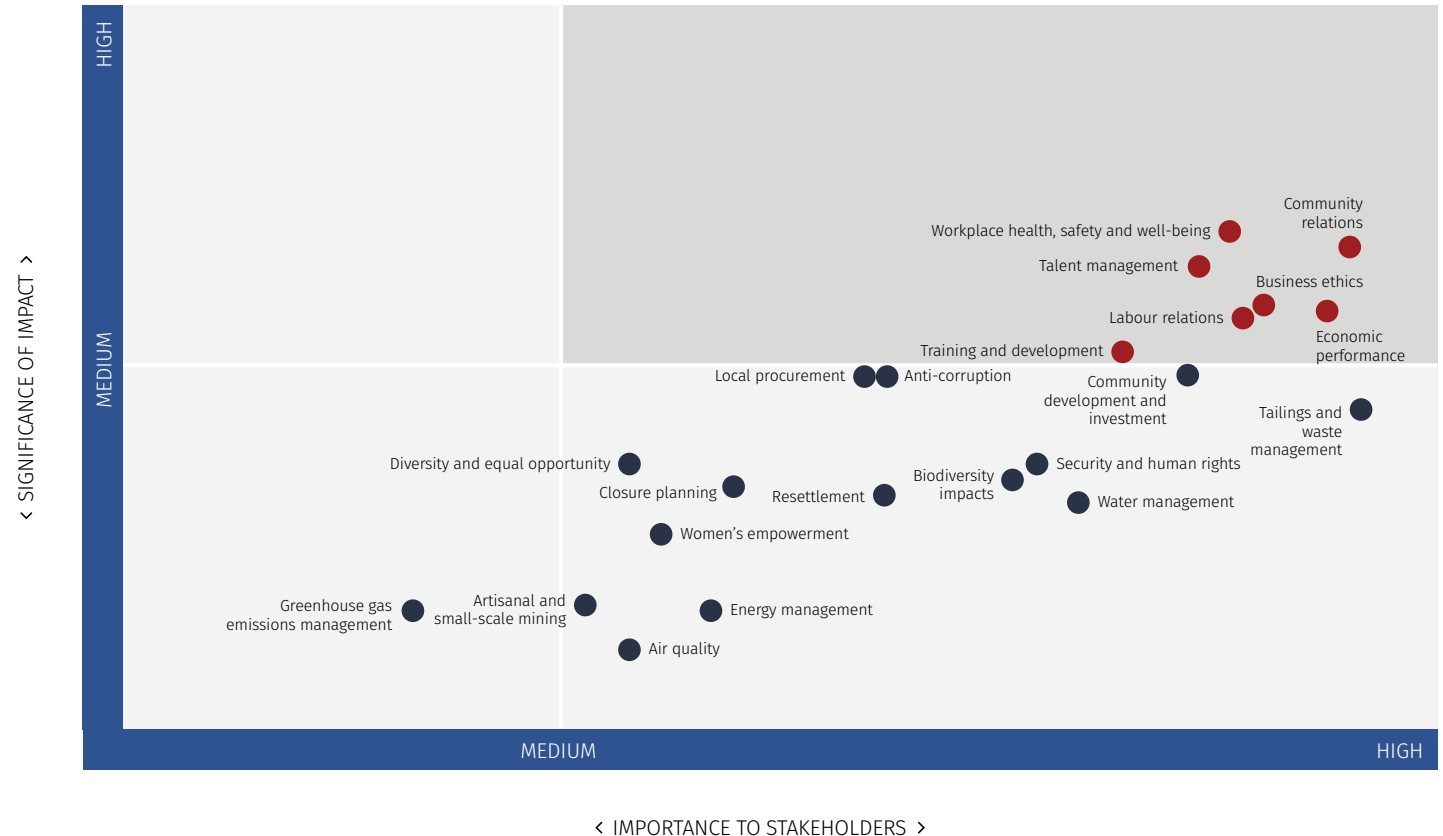 HIGH
MEDIUM
< SIGNIFICANCE OF IMPACT >
Community
relations
Workplace health, safety and well-being
Talent management
Business ethics
Labour relations
Economic
performance
Training and development
Local procurement
Anti-corruption
Community
development and
investment
Tailings and
waste
management
Diversity and equal opportunity
Closure planning
Resettlement
Biodiversity
impacts
Security and human rights
Water management
Women’s empowerment
Greenhouse gas
emissions management
Artisanal and
small-scale mining
Energy management
Air quality
MEDIUM
HIGH
< IMPORTANCE TO STAKEHOLDERS >